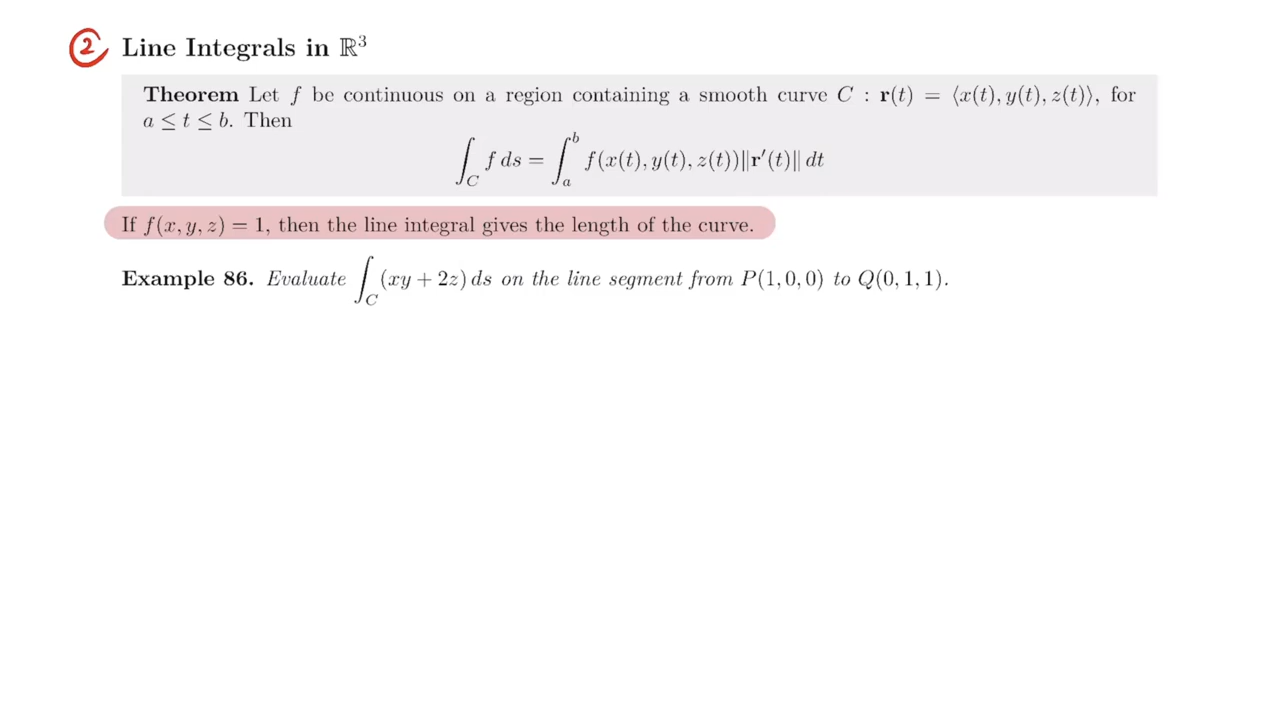 ② Line Integrals in ℝ³
Theorem Let f be continuous on a region containing a smooth curve C : r(t) = ⟨x(t), y(t), z(t)⟩, for
a ≤ t ≤ b. Then
∫_C f ds = ∫_a^b f(x(t), y(t), z(t))‖r′(t)‖ dt
If f(x, y, z) = 1, then the line integral gives the length of the curve.
Example 86. Evaluate ∫_C (xy + 2z) ds on the line segment from P(1, 0, 0) to Q(0, 1, 1).